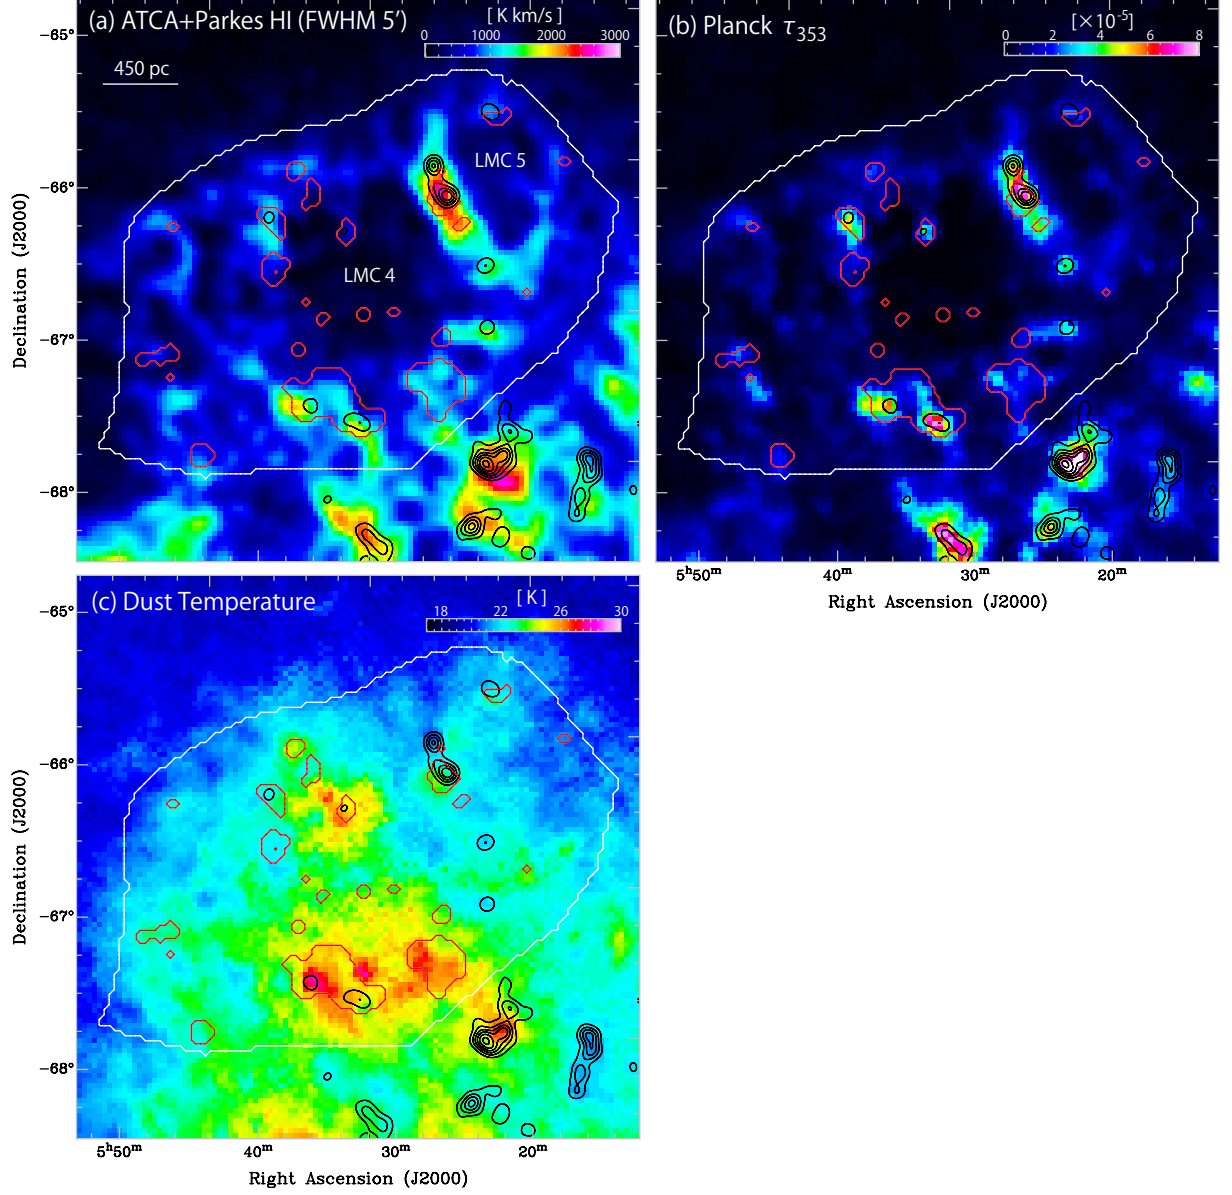 (a) ATCA+Parkes HI (FWHM 5′)
[ K km/s ]
0 1000 2000 3000
450 pc
LMC 5
LMC 4
−65°
−66°
−67°
−68°
Declination (J2000)
(b) Planck τ353
[×10-5]
0 2 4 6 8
5h50m 40m 30m 20m
Right Ascension (J2000)
(c) Dust Temperature
[ K ]
18 22 26 30
−65°
−66°
−67°
−68°
Declination (J2000)
5h50m 40m 30m 20m
Right Ascension (J2000)